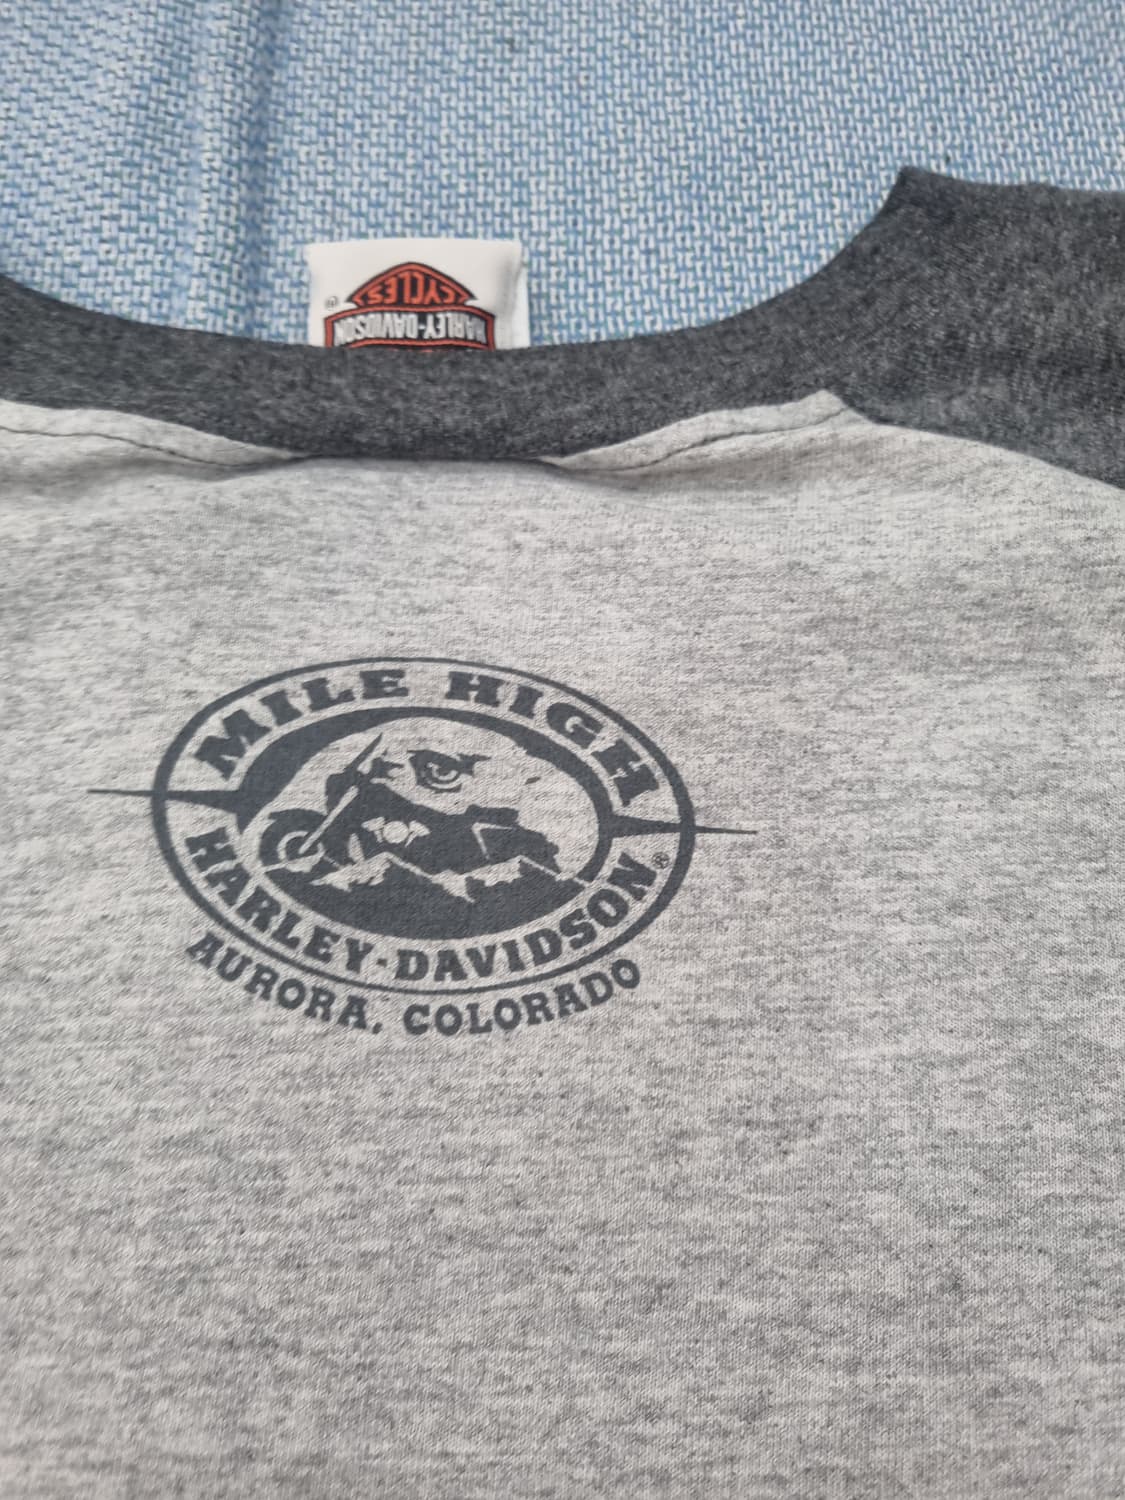 CYCLES
HARLEY-DAVIDSON
®
MILE HIGH
HARLEY-DAVIDSON®
AURORA, COLORADO